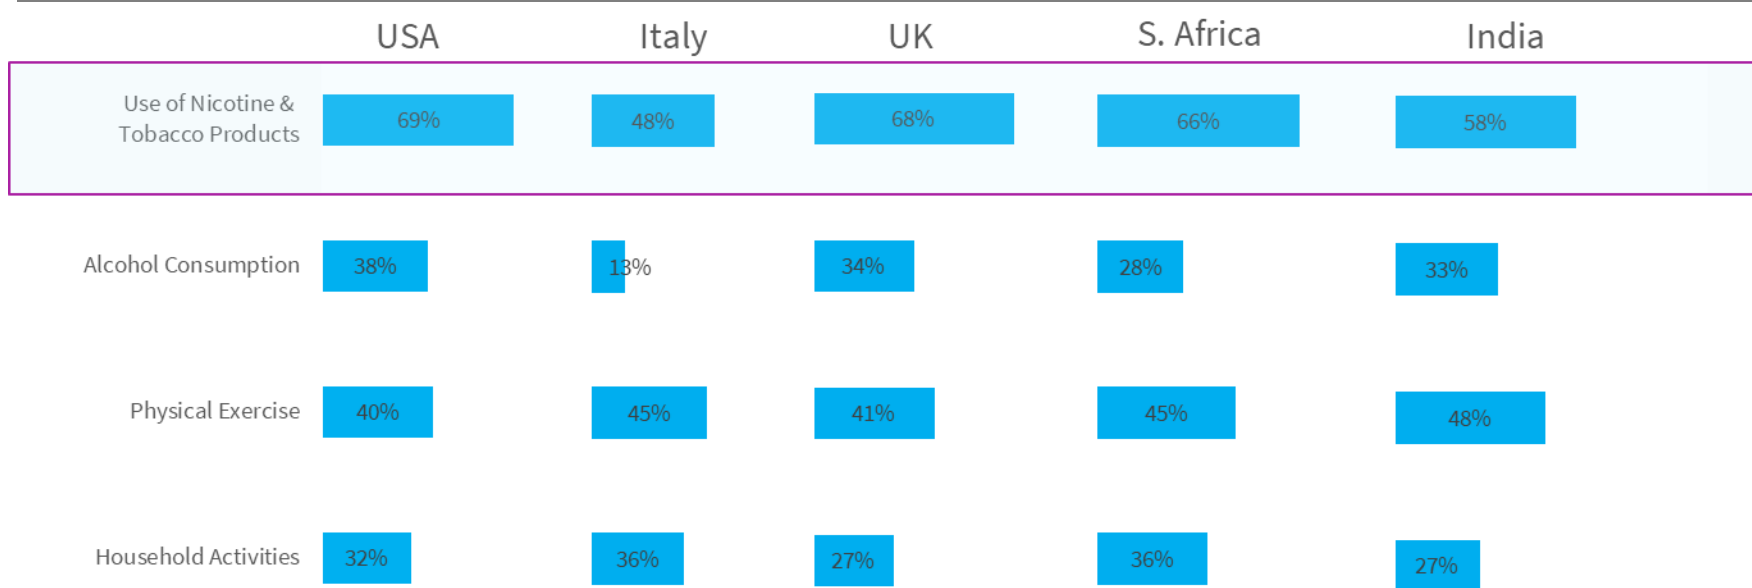 USA Italy UK S. Africa India
Use of Nicotine &
Tobacco Products
69% 48% 68% 66% 58%
Alcohol Consumption 38% 13% 34% 28% 33%
Physical Exercise 40% 45% 41% 45% 48%
Household Activities 32% 36% 27% 36% 27%